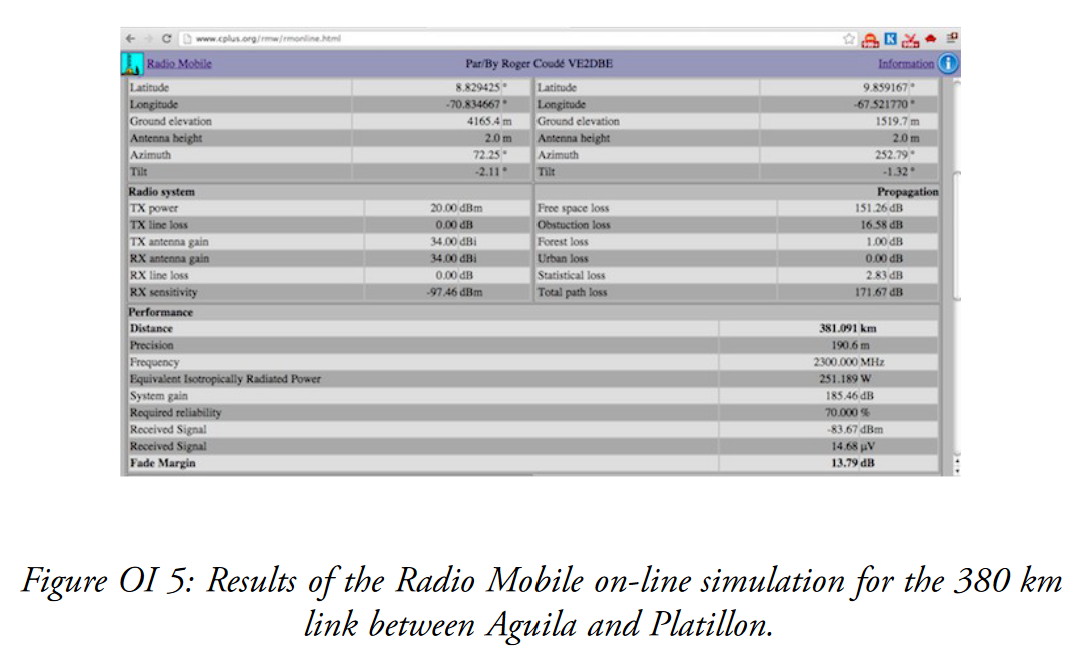 www.cplus.org/rmw/rmonline.html
Radio Mobile Par/By Roger Coudé VE2DBE Information
Latitude 8.829425 ° Latitude 9.859167 °
Longitude -70.834667 ° Longitude -67.521770 °
Ground elevation 4165.4 m Ground elevation 1519.7 m
Antenna height 2.0 m Antenna height 2.0 m
Azimuth 72.25 ° Azimuth 252.79 °
Tilt -2.11 ° Tilt -1.32 °
Radio system Propagation
TX power 20.00 dBm Free space loss 151.26 dB
TX line loss 0.00 dB Obstuction loss 16.58 dB
TX antenna gain 34.00 dBi Forest loss 1.00 dB
RX antenna gain 34.00 dBi Urban loss 0.00 dB
RX line loss 0.00 dB Statistical loss 2.83 dB
RX sensitivity -97.46 dBm Total path loss 171.67 dB
Performance
Distance 381.091 km
Precision 190.6 m
Frequency 2300.000 MHz
Equivalent Isotropically Radiated Power 251.189 W
System gain 185.46 dB
Required reliability 70.000 %
Received Signal -83.67 dBm
Received Signal 14.68 µV
Fade Margin 13.79 dB
Figure OI 5: Results of the Radio Mobile on-line simulation for the 380 km
link between Aguila and Platillon.